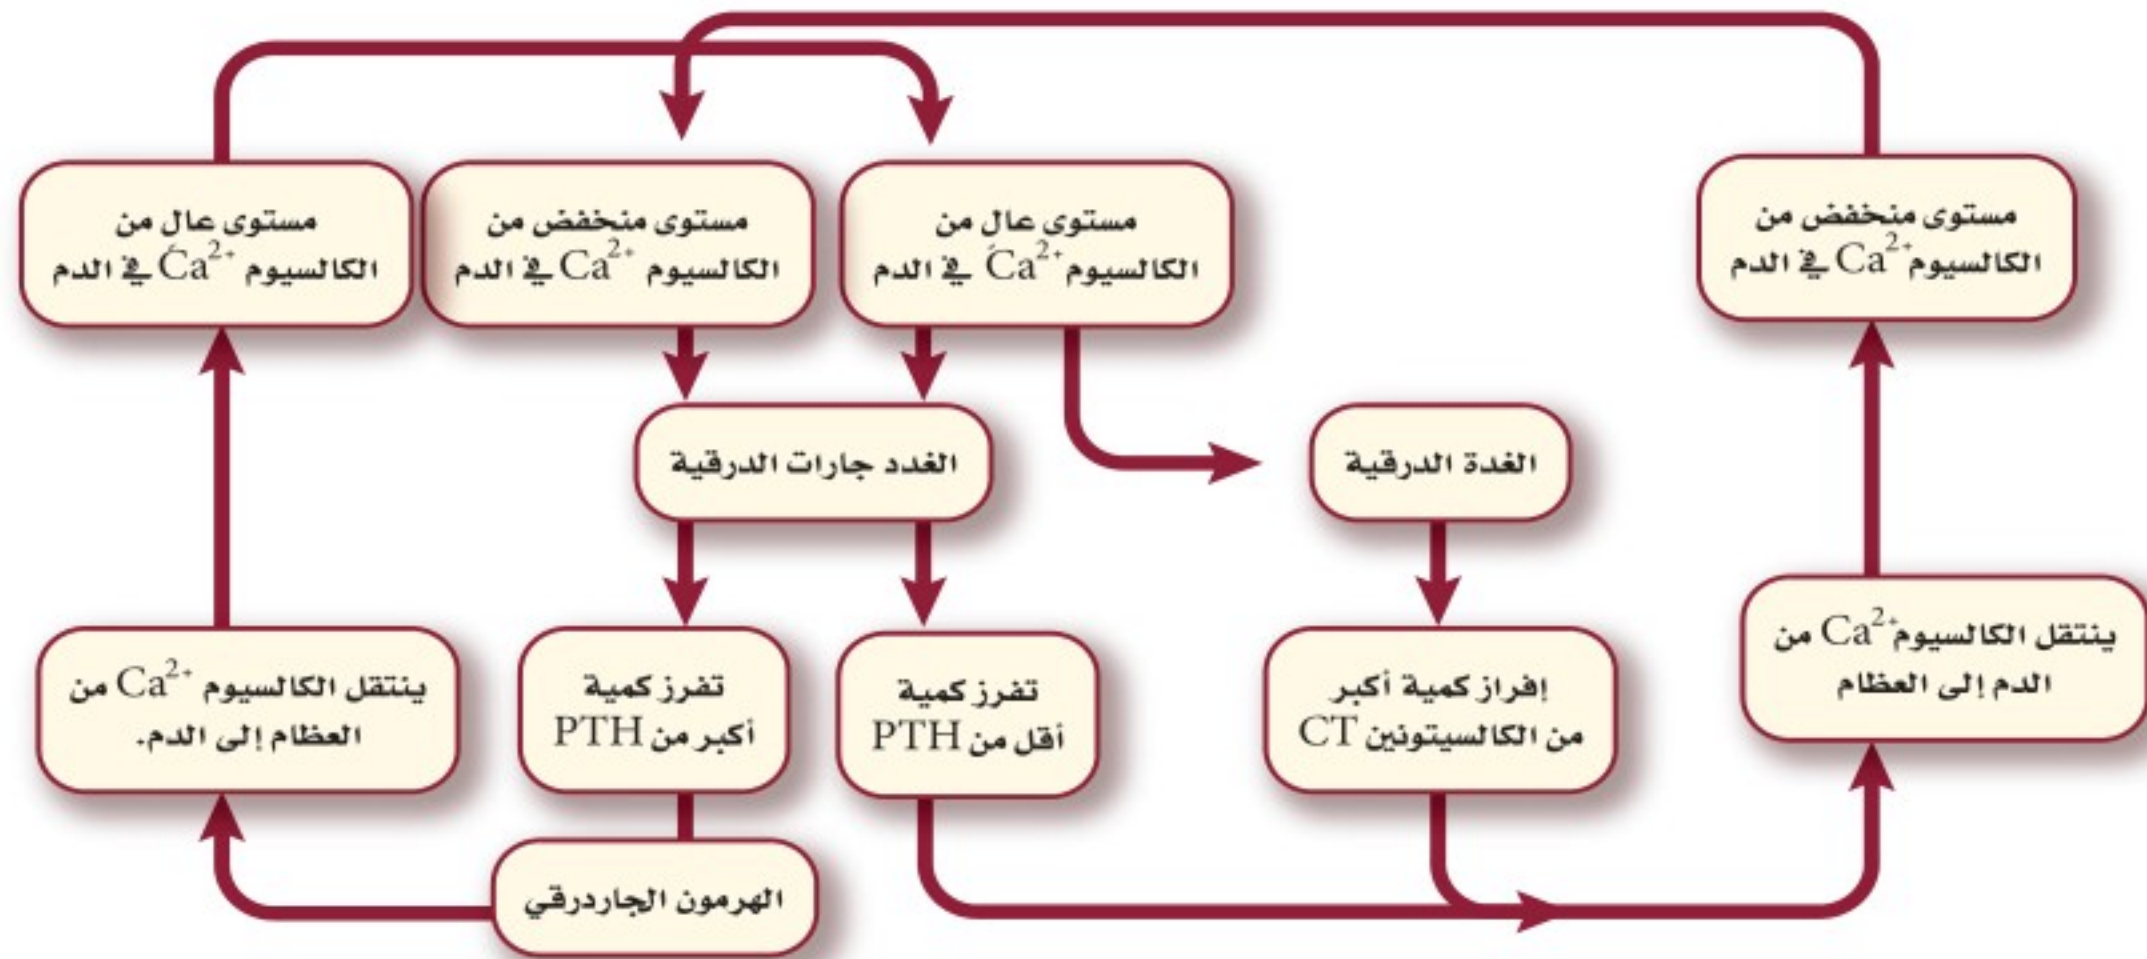 مستوى منخفض من
الكالسيوم Ca²⁺ في الدم
مستوى عال من
الكالسيوم Ca²⁺ في الدم
مستوى منخفض من
الكالسيوم Ca²⁺ في الدم
مستوى عال من
الكالسيوم Ca²⁺ في الدم
الغدة الدرقية
الغدد جارات الدرقية
ينتقل الكالسيوم Ca²⁺ من
الدم إلى العظام
إفراز كمية أكبر
من الكالسيتونين CT
تفرز كمية
أقل من PTH
تفرز كمية
أكبر من PTH
ينتقل الكالسيوم Ca²⁺ من
العظام إلى الدم.
الهرمون الجاردرقي